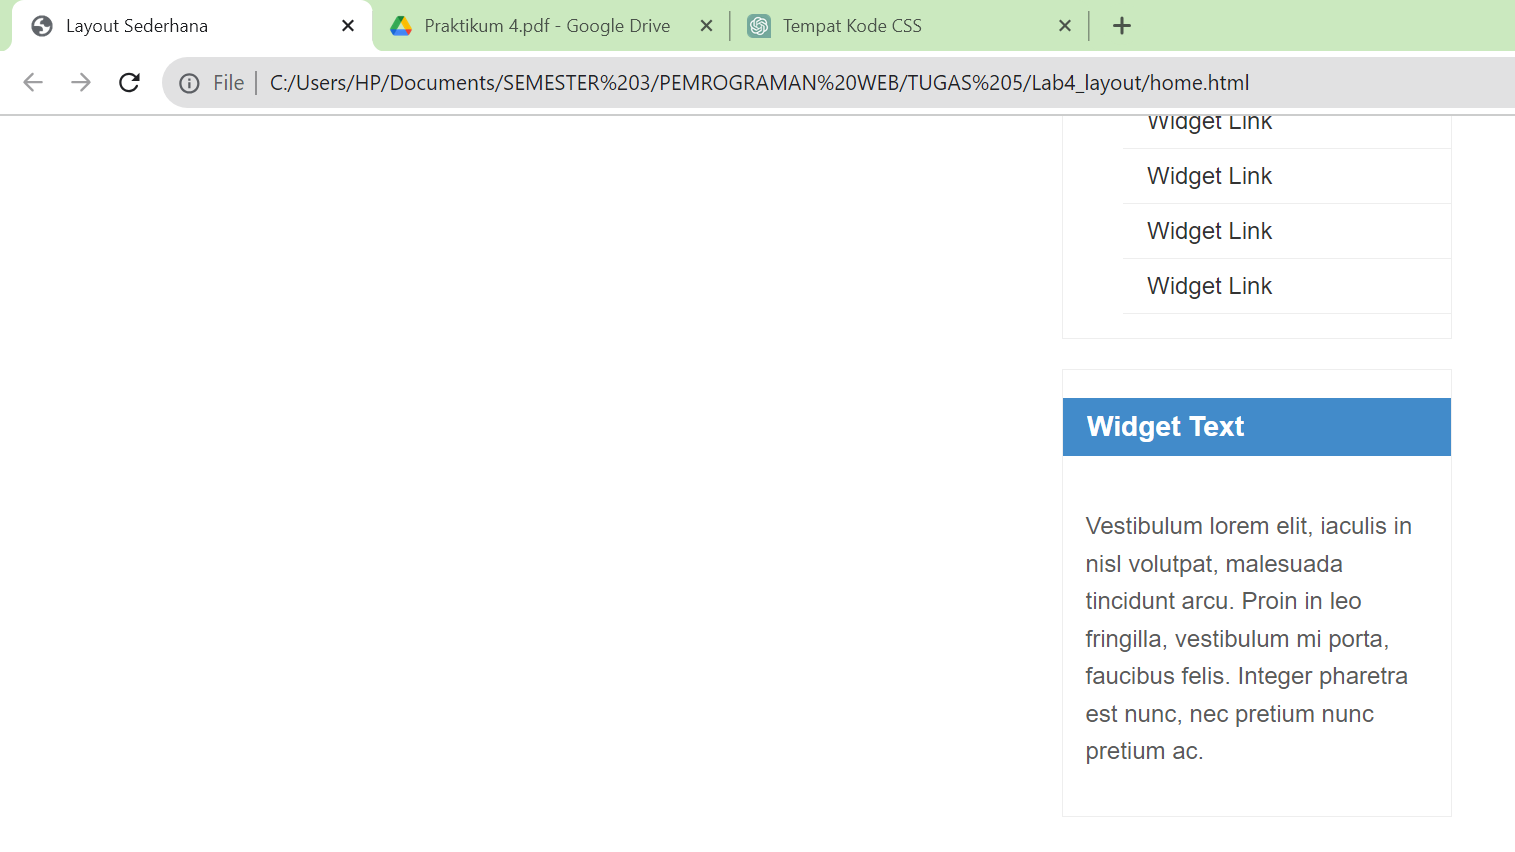 Layout Sederhana
Praktikum 4.pdf - Google Drive
Tempat Kode CSS
File
C:/Users/HP/Documents/SEMESTER%203/PEMROGRAMAN%20WEB/TUGAS%205/Lab4_layout/home.html
Widget Link
Widget Link
Widget Link
Widget Link
Widget Text
Vestibulum lorem elit, iaculis in
nisl volutpat, malesuada
tincidunt arcu. Proin in leo
fringilla, vestibulum mi porta,
faucibus felis. Integer pharetra
est nunc, nec pretium nunc
pretium ac.